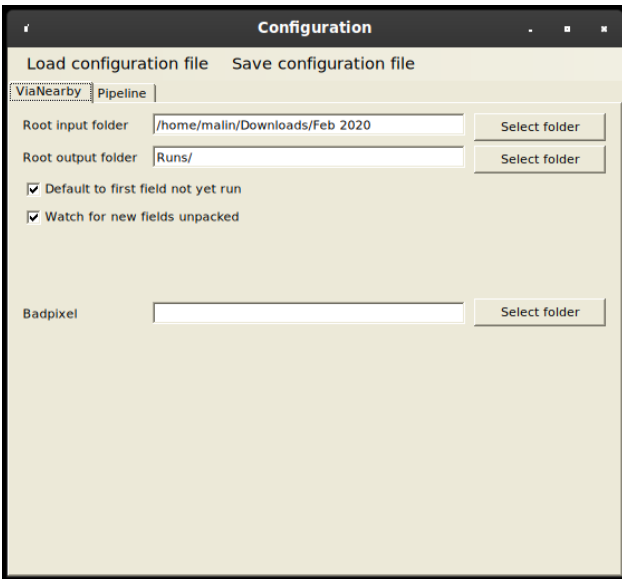 Configuration
Load configuration file Save configuration file
ViaNearby Pipeline
Root input folder /home/malin/Downloads/Feb 2020 Select folder
Root output folder Runs/ Select folder
Default to first field not yet run
Watch for new fields unpacked
Badpixel Select folder